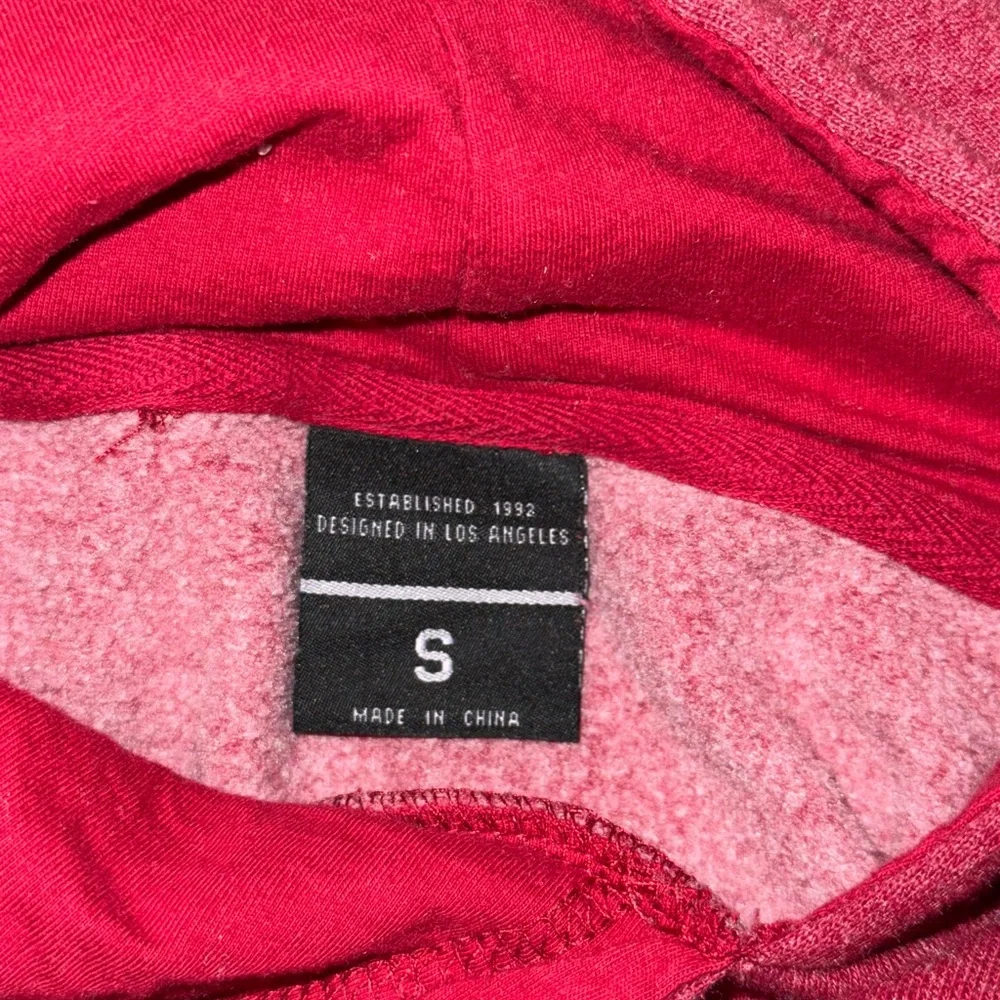 ESTABLISHED 1992
DESIGNED IN LOS ANGELES
S
MADE IN CHINA